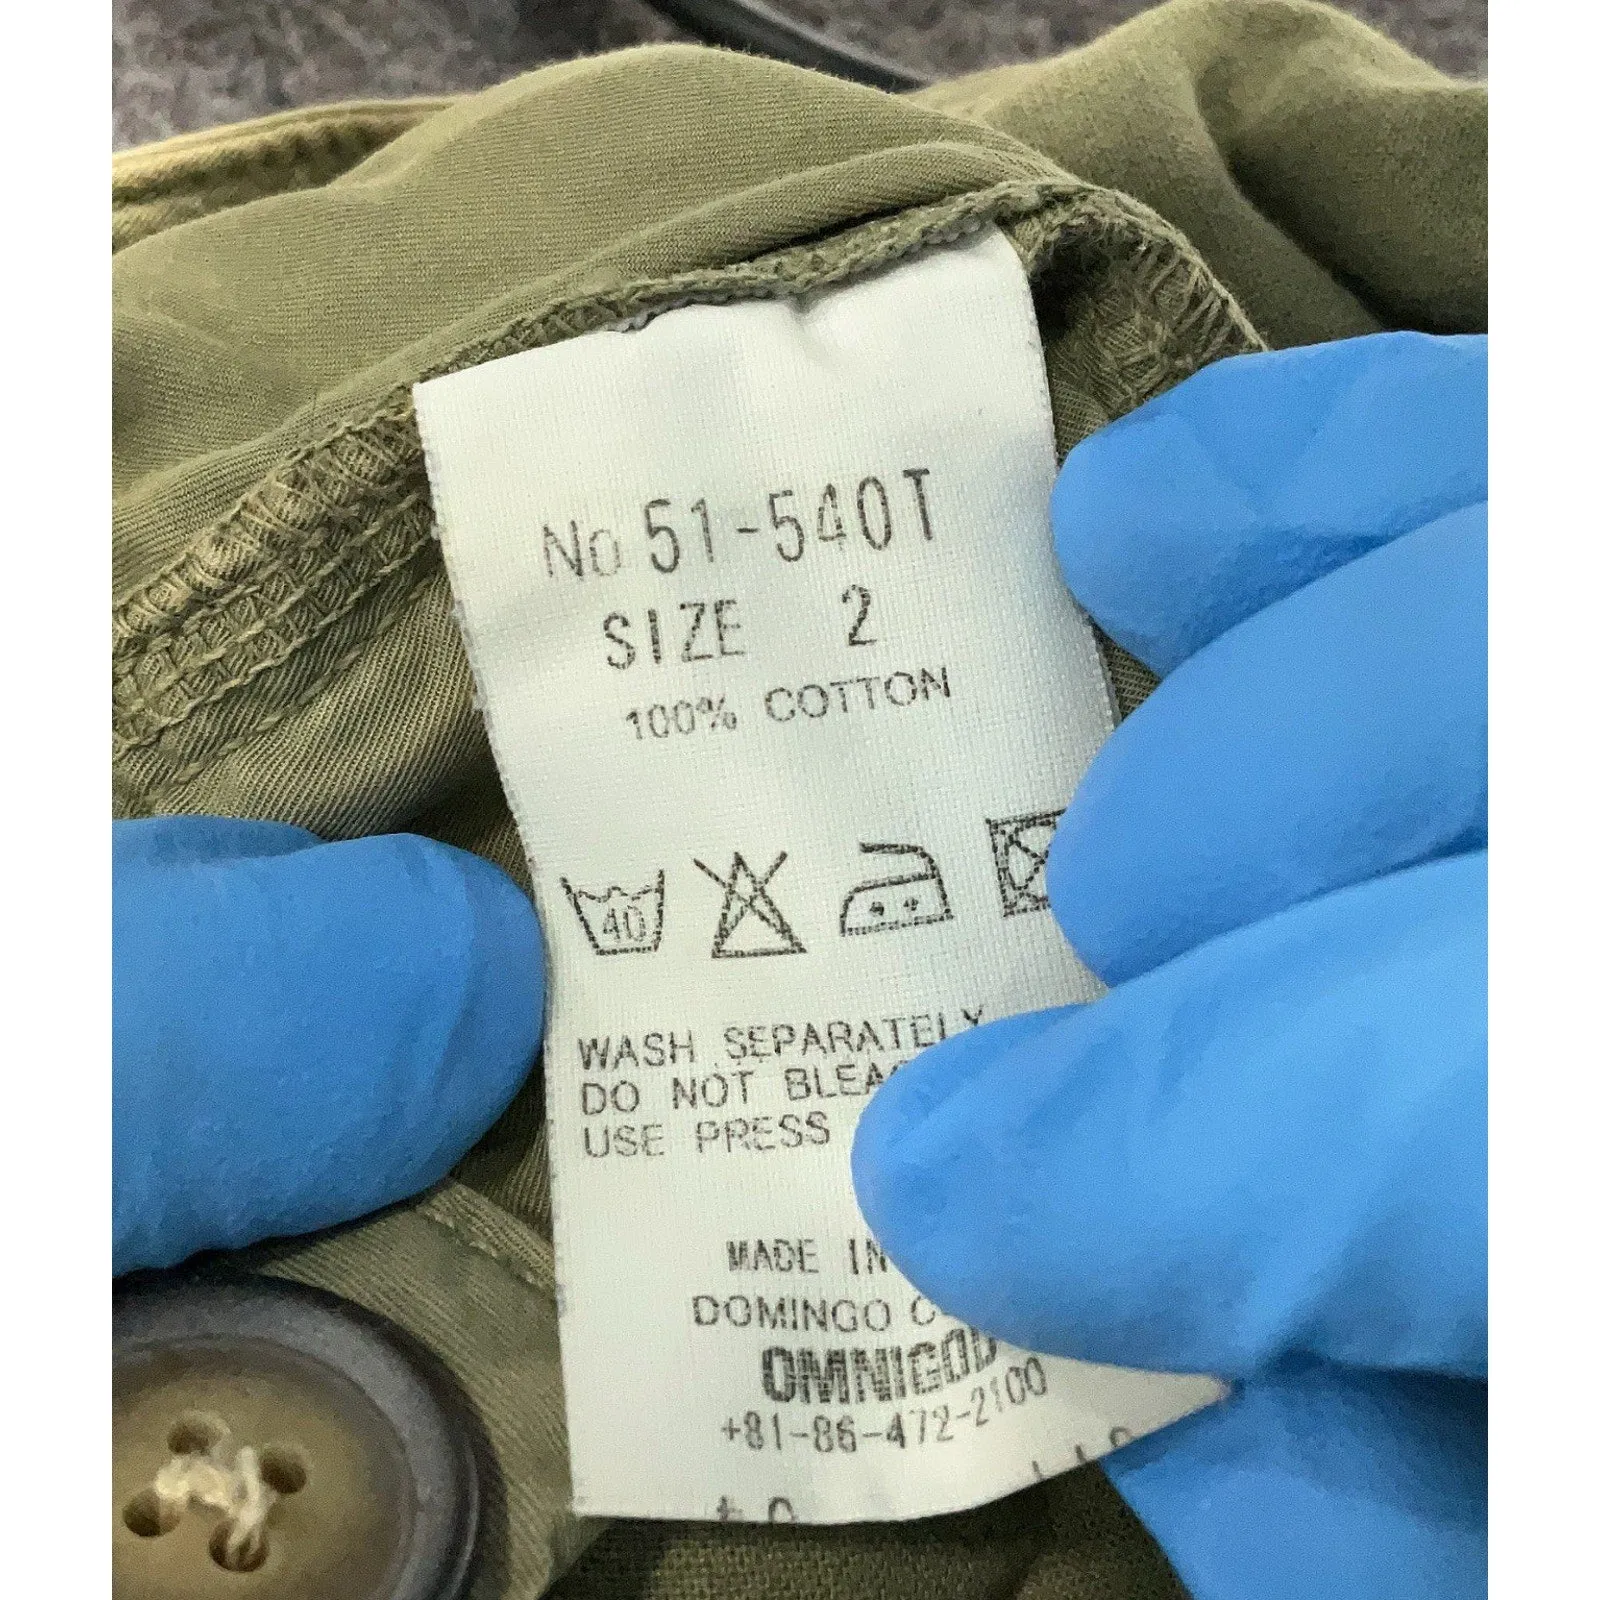 No 51-540T
SIZE 2
100% COTTON
40
WASH SEPARATELY
DO NOT
USE PRESS
MADE IN
DOMINGO
OMNIGOD
+81-86-472-2100